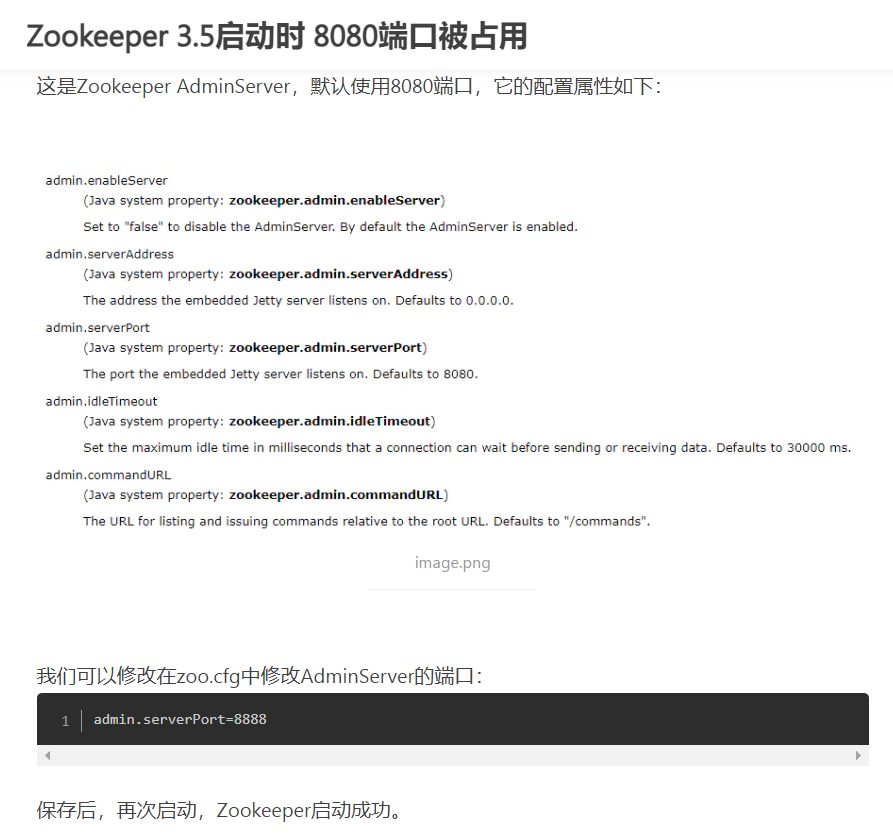 Zookeeper 3.5启动时 8080端口被占用
这是Zookeeper AdminServer，默认使用8080端口，它的配置属性如下：
admin.enableServer
(Java system property: zookeeper.admin.enableServer)
Set to "false" to disable the AdminServer. By default the AdminServer is enabled.
admin.serverAddress
(Java system property: zookeeper.admin.serverAddress)
The address the embedded Jetty server listens on. Defaults to 0.0.0.0.
admin.serverPort
(Java system property: zookeeper.admin.serverPort)
The port the embedded Jetty server listens on. Defaults to 8080.
admin.idleTimeout
(Java system property: zookeeper.admin.idleTimeout)
Set the maximum idle time in milliseconds that a connection can wait before sending or receiving data. Defaults to 30000 ms.
admin.commandURL
(Java system property: zookeeper.admin.commandURL)
The URL for listing and issuing commands relative to the root URL. Defaults to "/commands".
image.png
我们可以修改在zoo.cfg中修改AdminServer的端口：
1 admin.serverPort=8888
保存后，再次启动，Zookeeper启动成功。